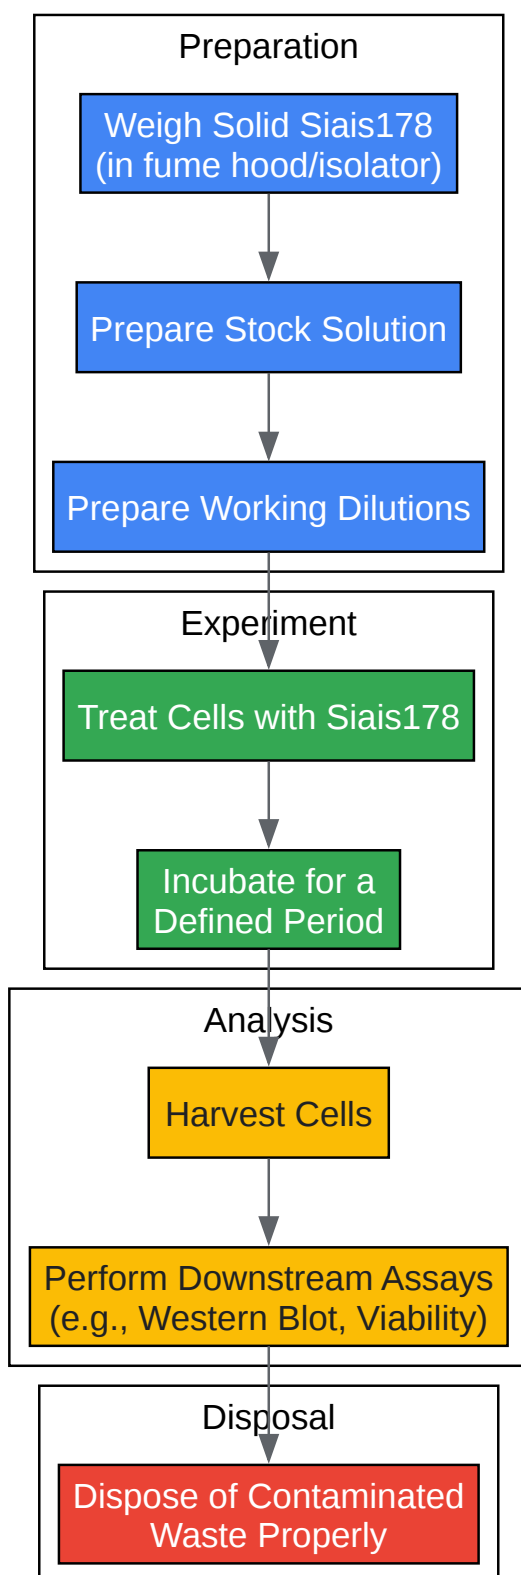 Preparation
Weigh Solid Siais178
(in fume hood/isolator)
Prepare Stock Solution
Prepare Working Dilutions
Experiment
Treat Cells with Siais178
Incubate for a
Defined Period
Analysis
Harvest Cells
Perform Downstream Assays
(e.g., Western Blot, Viability)
Disposal
Dispose of Contaminated
Waste Properly